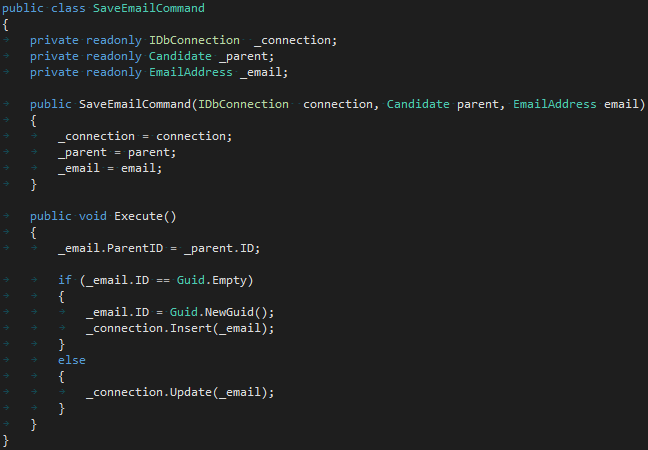 public class SaveEmailCommand
{
    private readonly IDbConnection _connection;
    private readonly Candidate _parent;
    private readonly EmailAddress _email;

    public SaveEmailCommand(IDbConnection connection, Candidate parent, EmailAddress email)
    {
        _connection = connection;
        _parent = parent;
        _email = email;
    }

    public void Execute()
    {
        _email.ParentID = _parent.ID;

        if (_email.ID == Guid.Empty)
        {
            _email.ID = Guid.NewGuid();
            _connection.Insert(_email);
        }
        else
        {
            _connection.Update(_email);
        }
    }
}